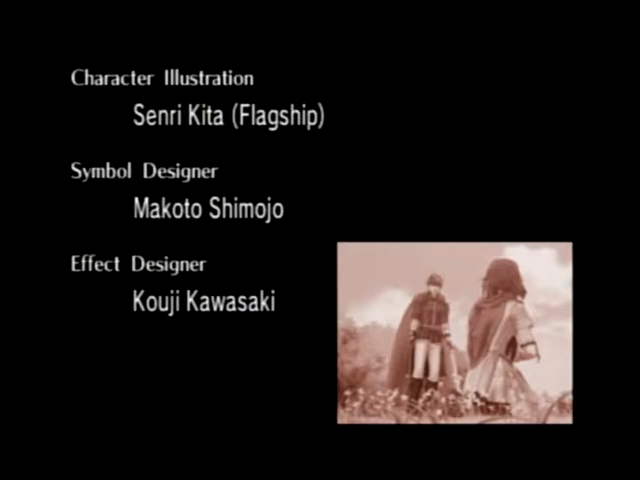 Character Illustration
Senri Kita (Flagship)
Symbol Designer
Makoto Shimojo
Effect Designer
Kouji Kawasaki